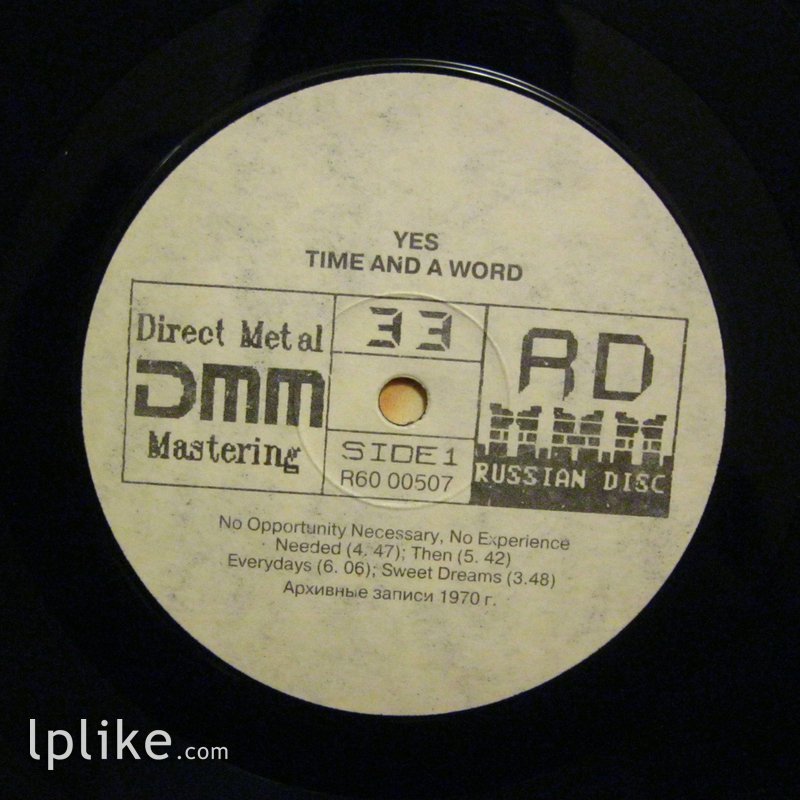 YES
TIME AND A WORD
Direct Metal
DMM
Mastering
33
SIDE 1
R60 00507
RD
RUSSIAN DISC
No Opportunity Necessary, No Experience
Needed (4. 47); Then (5. 42)
Everydays (6. 06); Sweet Dreams (3.48)
Архивные записи 1970 г.
lplike.com